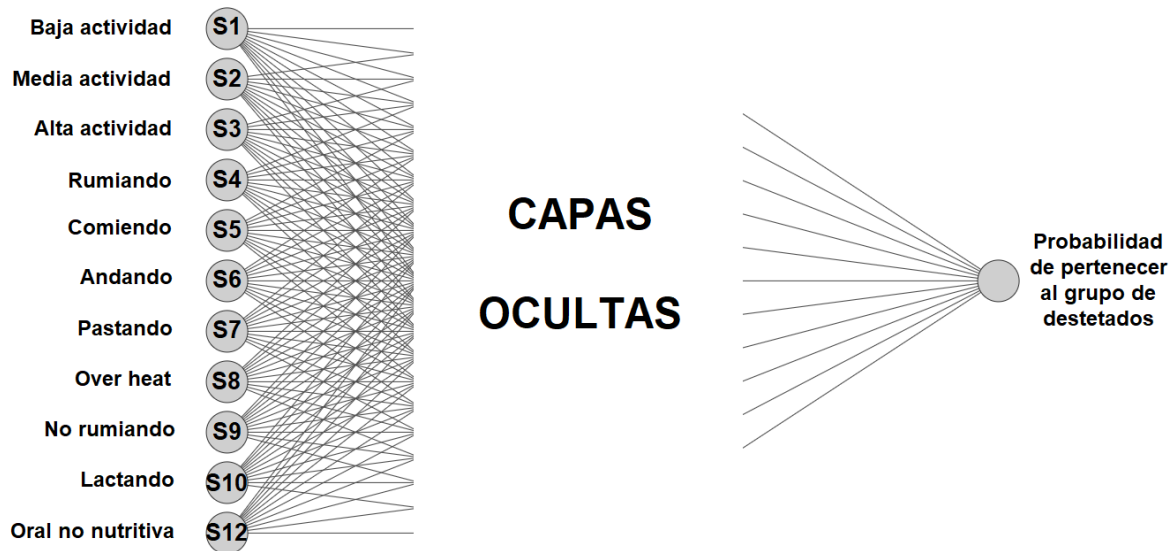 Baja actividad S1
Media actividad S2
Alta actividad S3
Rumiando S4
Comiendo S5
Andando S6
Pastando S7
Over heat S8
No rumiando S9
Lactando S10
Oral no nutritiva S12
CAPAS
OCULTAS
Probabilidad
de pertenecer
al grupo de
destetados